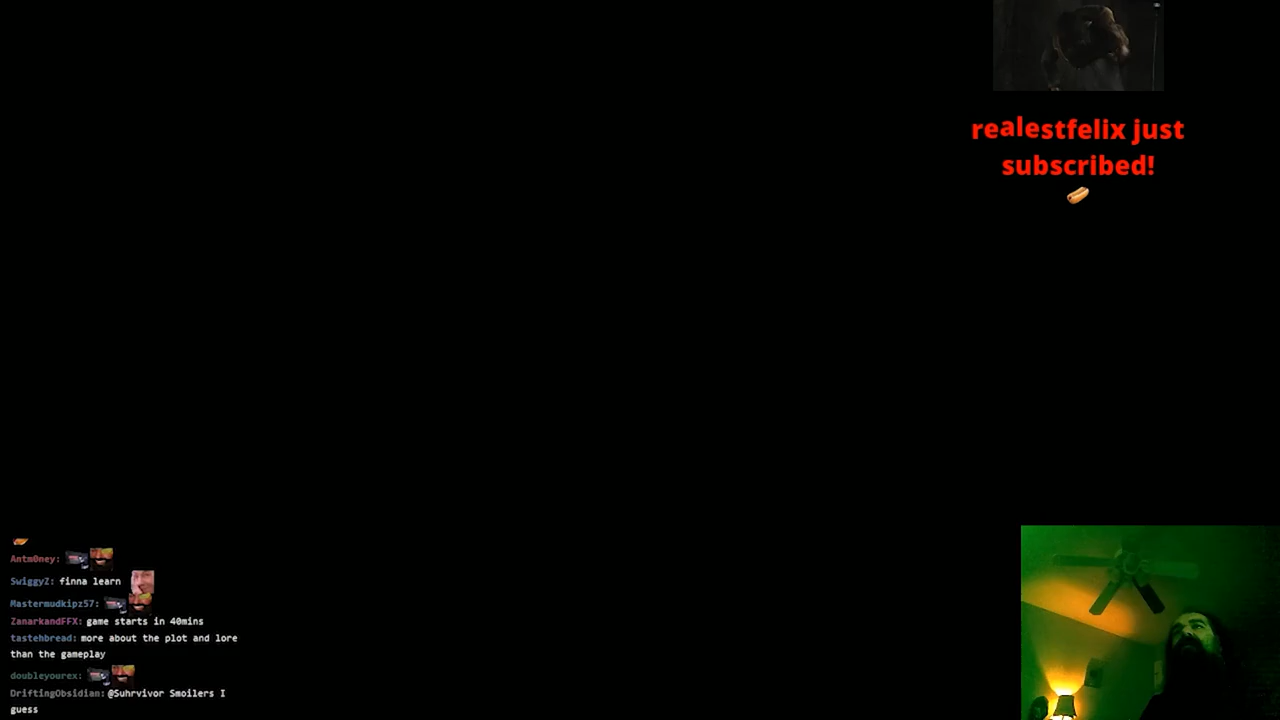 realestfelix just
subscribed!
Antm0ney:
SwiggyZ: finna learn
Mastermudkipz57:
ZanarkandFFX: game starts in 40mins
tastehbread: more about the plot and lore
than the gameplay
doubleyourex:
DriftingObsidian: @Suhrvivor Smoilers I
guess